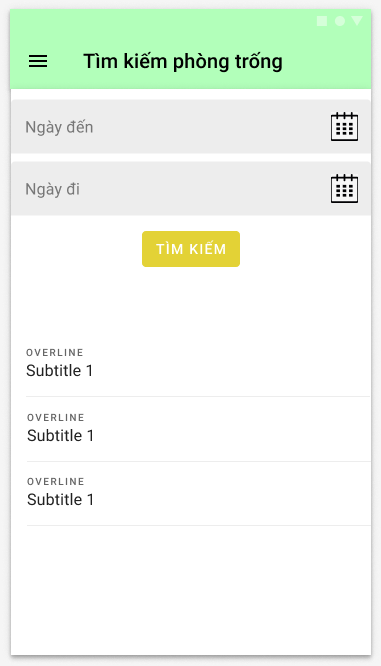 Tìm kiếm phòng trống
Ngày đến
Ngày đi
TÌM KIẾM
OVERLINE
Subtitle 1
OVERLINE
Subtitle 1
OVERLINE
Subtitle 1